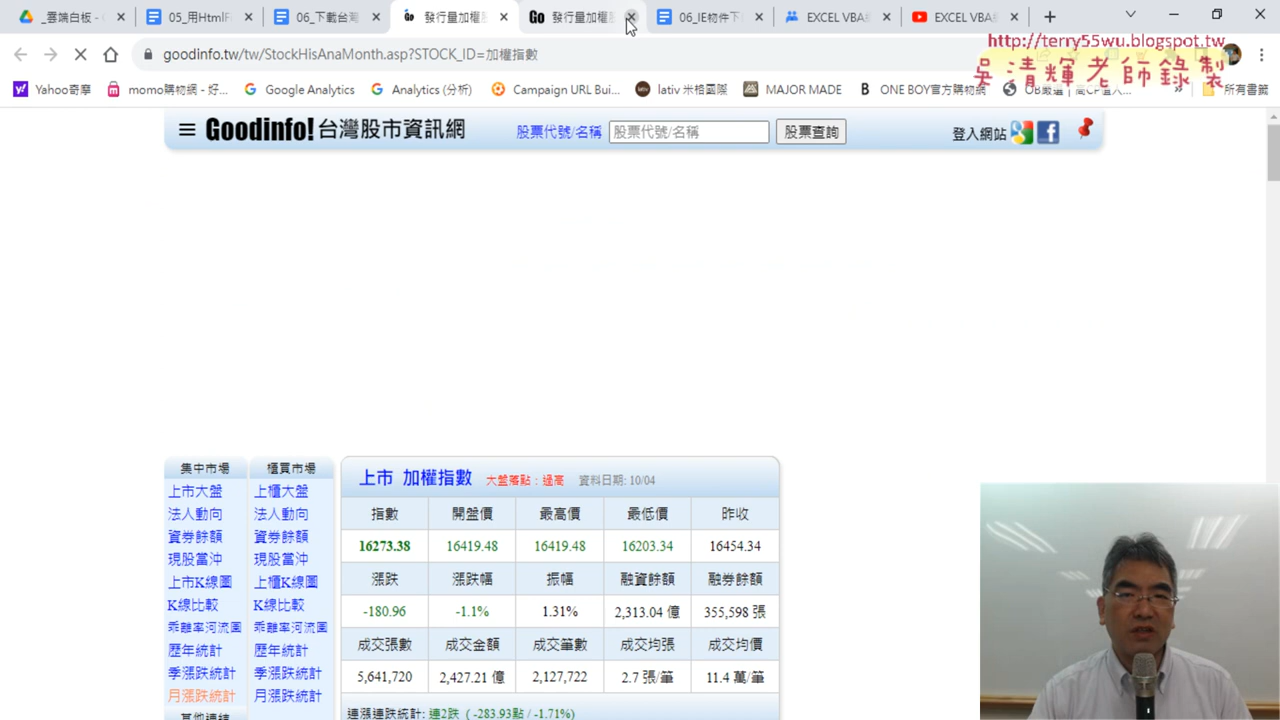 _雲端白板 -
05_用HtmlF
06_下載台灣
發行量加權股
Go 發行量加權股
06_IE物件下
EXCEL VBA
EXCEL VBA
goodinfo.tw/tw/StockHisAnaMonth.asp?STOCK_ID=加權指數
http://terry55wu.blogspot.tw
吳清輝老師錄製
Yahoo奇摩
momo購物網 - 好...
Google Analytics
Analytics (分析)
Campaign URL Bui...
lativ 米格國際
MAJOR MADE
ONE BOY官方購物網
所有書籤
Goodinfo! 台灣股市資訊網
股票代號/名稱 股票代號/名稱 股票查詢
登入網站
集中市場 櫃買市場
上市大盤 上櫃大盤
法人動向 法人動向
資券餘額 資券餘額
現股當沖 現股當沖
上市K線圖 上櫃K線圖
K線比較 K線比較
乖離率河流圖 乖離率河流圖
歷年統計 歷年統計
季漲跌統計 季漲跌統計
月漲跌統計 月漲跌統計
其他連結
上市 加權指數 大盤落點：過高 資料日期: 10/04
指數 開盤價 最高價 最低價 昨收
16273.38 16419.48 16419.48 16203.34 16454.34
漲跌 漲跌幅 振幅 融資餘額 融券餘額
-180.96 -1.1% 1.31% 2,313.04 億 355,598 張
成交張數 成交金額 成交筆數 成交均張 成交均價
5,641,720 2,427.21 億 2,127,722 2.7 張/筆 11.4 萬/筆
連漲連跌統計: 連2跌 ( -283.93點 / -1.71%)